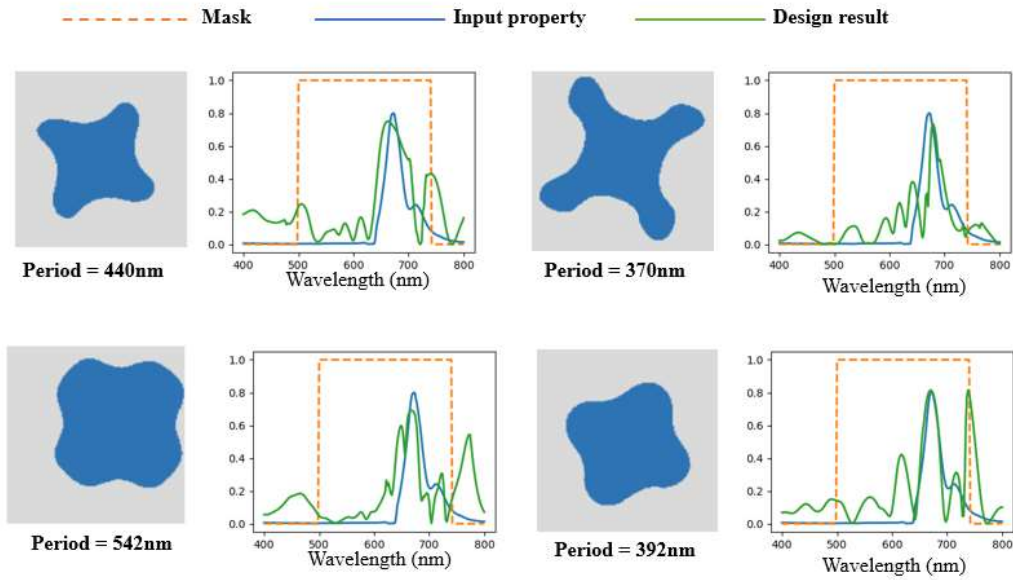 Mask Input property Design result
1.0 1.0
0.8 0.8
0.6 0.6
0.4 0.4
0.2 0.2
0.0 0.0
400 500 600 700 800 400 500 600 700 800
Period = 440nm Wavelength (nm) Period = 370nm Wavelength (nm)
1.0 1.0
0.8 0.8
0.6 0.6
0.4 0.4
0.2 0.2
0.0 0.0
400 500 600 700 800 400 500 600 700 800
Period = 542nm Wavelength (nm) Period = 392nm Wavelength (nm)